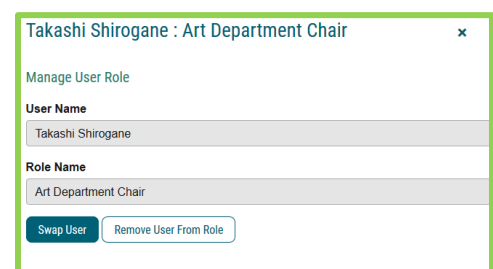 Takashi Shirogane : Art Department Chair ×
Manage User Role
User Name
Takashi Shirogane
Role Name
Art Department Chair
Swap User Remove User From Role